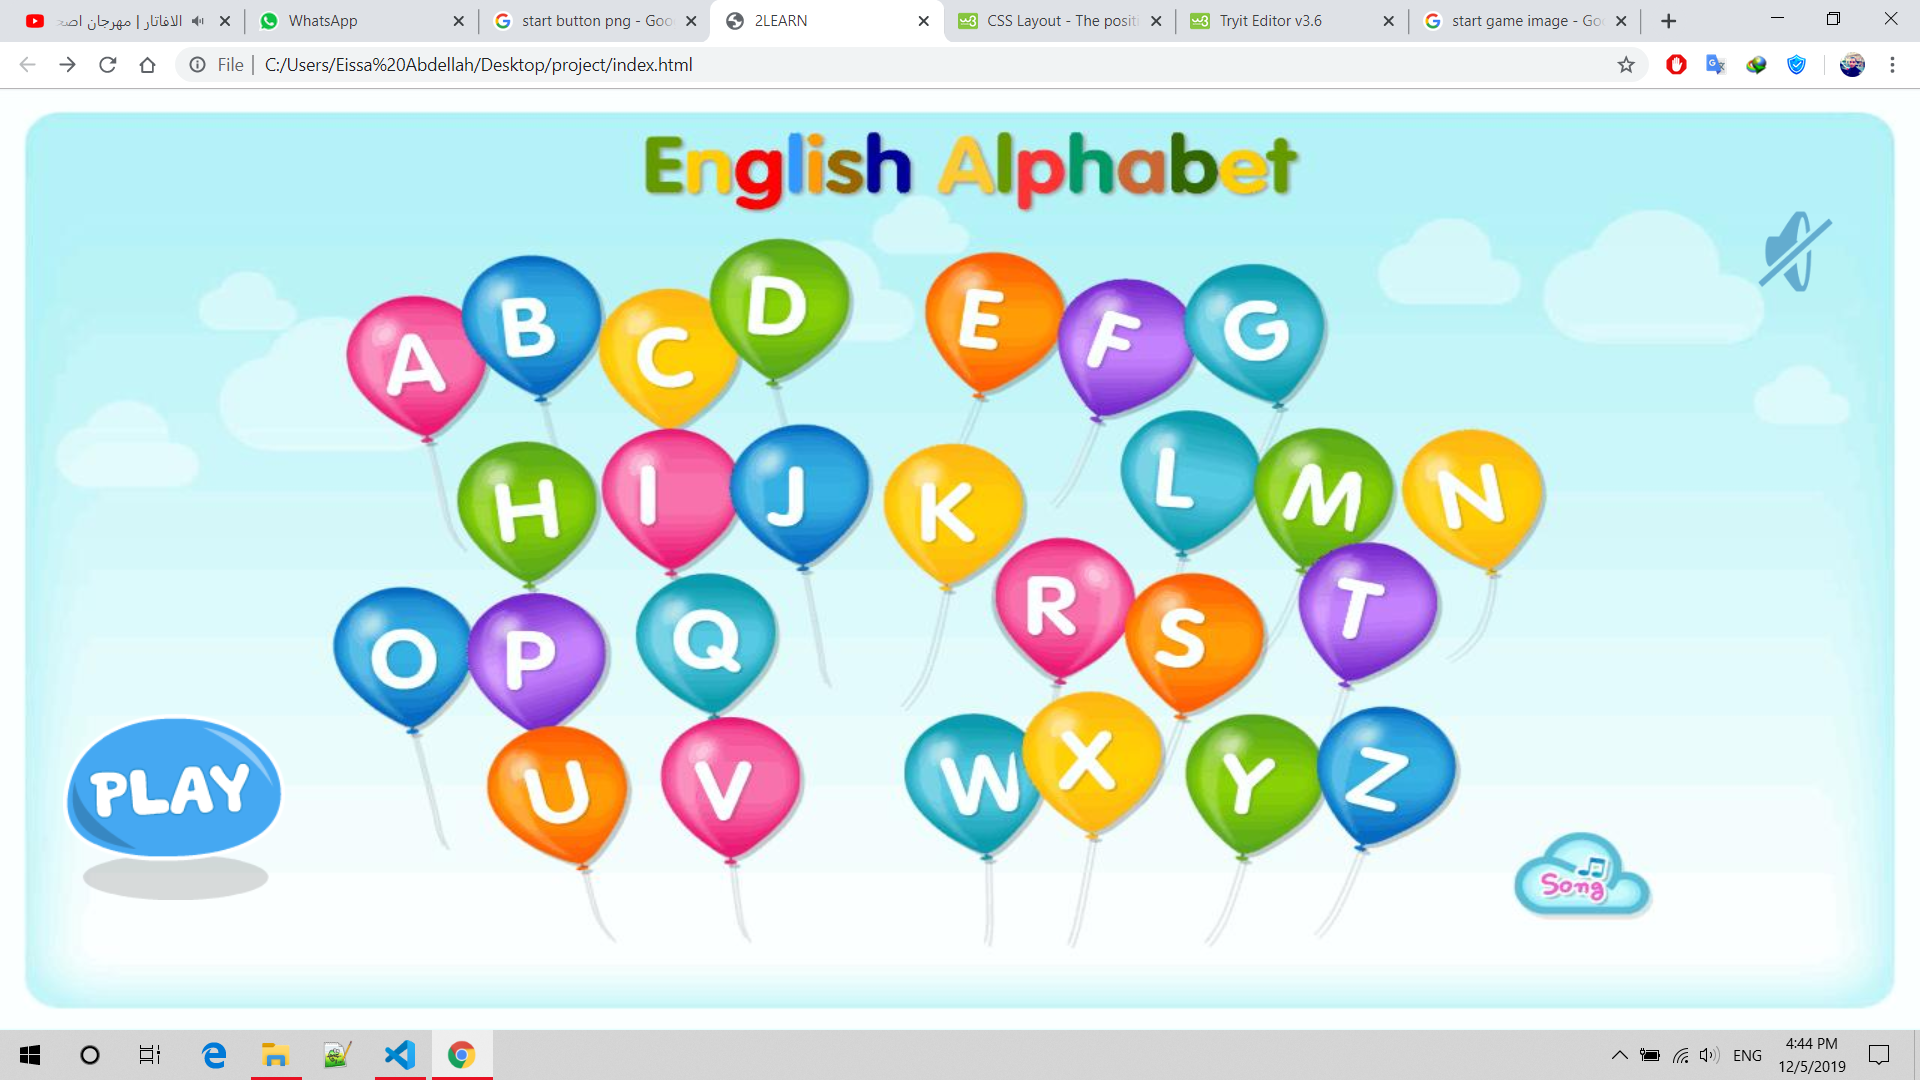 الافاتار | مهرجان اصح
WhatsApp
start button png - Goo
2LEARN
CSS Layout - The positi
Tryit Editor v3.6
start game image - Go
File | C:/Users/Eissa%20Abdellah/Desktop/project/index.html
English Alphabet
A B C D E F G
H I J K L M N
O P Q R S T
U V W X Y Z
PLAY
Song
ENG
4:44 PM
12/5/2019